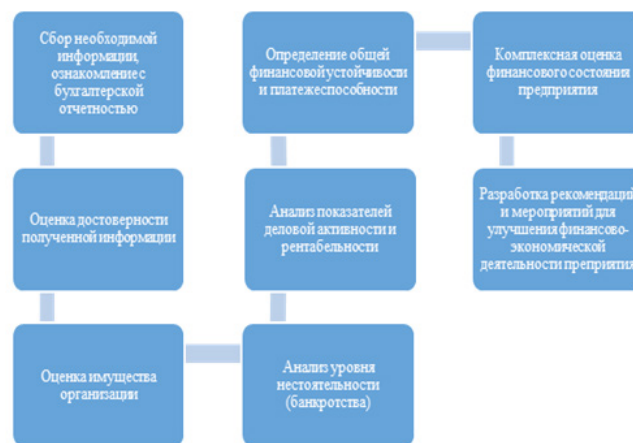 Сбор необходимой
информации,
ознакомление с
бухгалтерской
отчетностью
Оценка достоверности
полученной информации
Оценка имущества
организации
Анализ уровня
нестоятельности
(банкротства)
Анализ показателей
деловой активности и
рентабельности
Определение общей
финансовой устойчивости
и платежеспособности
Комплексная оценка
финансового состояния
предприятия
Разработка рекомендаций
и мероприятий для
улучшения финансово-
экономической
деятельности преприятия